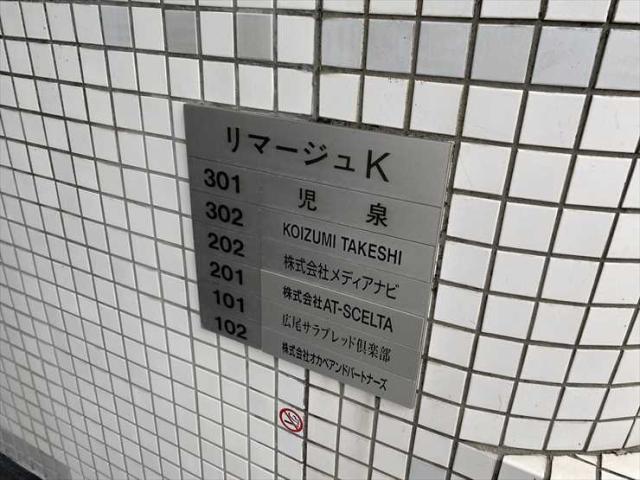 リマージュK
301 児 泉
302 KOIZUMI TAKESHI
202 株式会社メディアナビ
201 株式会社AT-SCELTA
101 広尾サラブレッド倶楽部
102 株式会社オカベアンドパートナーズ